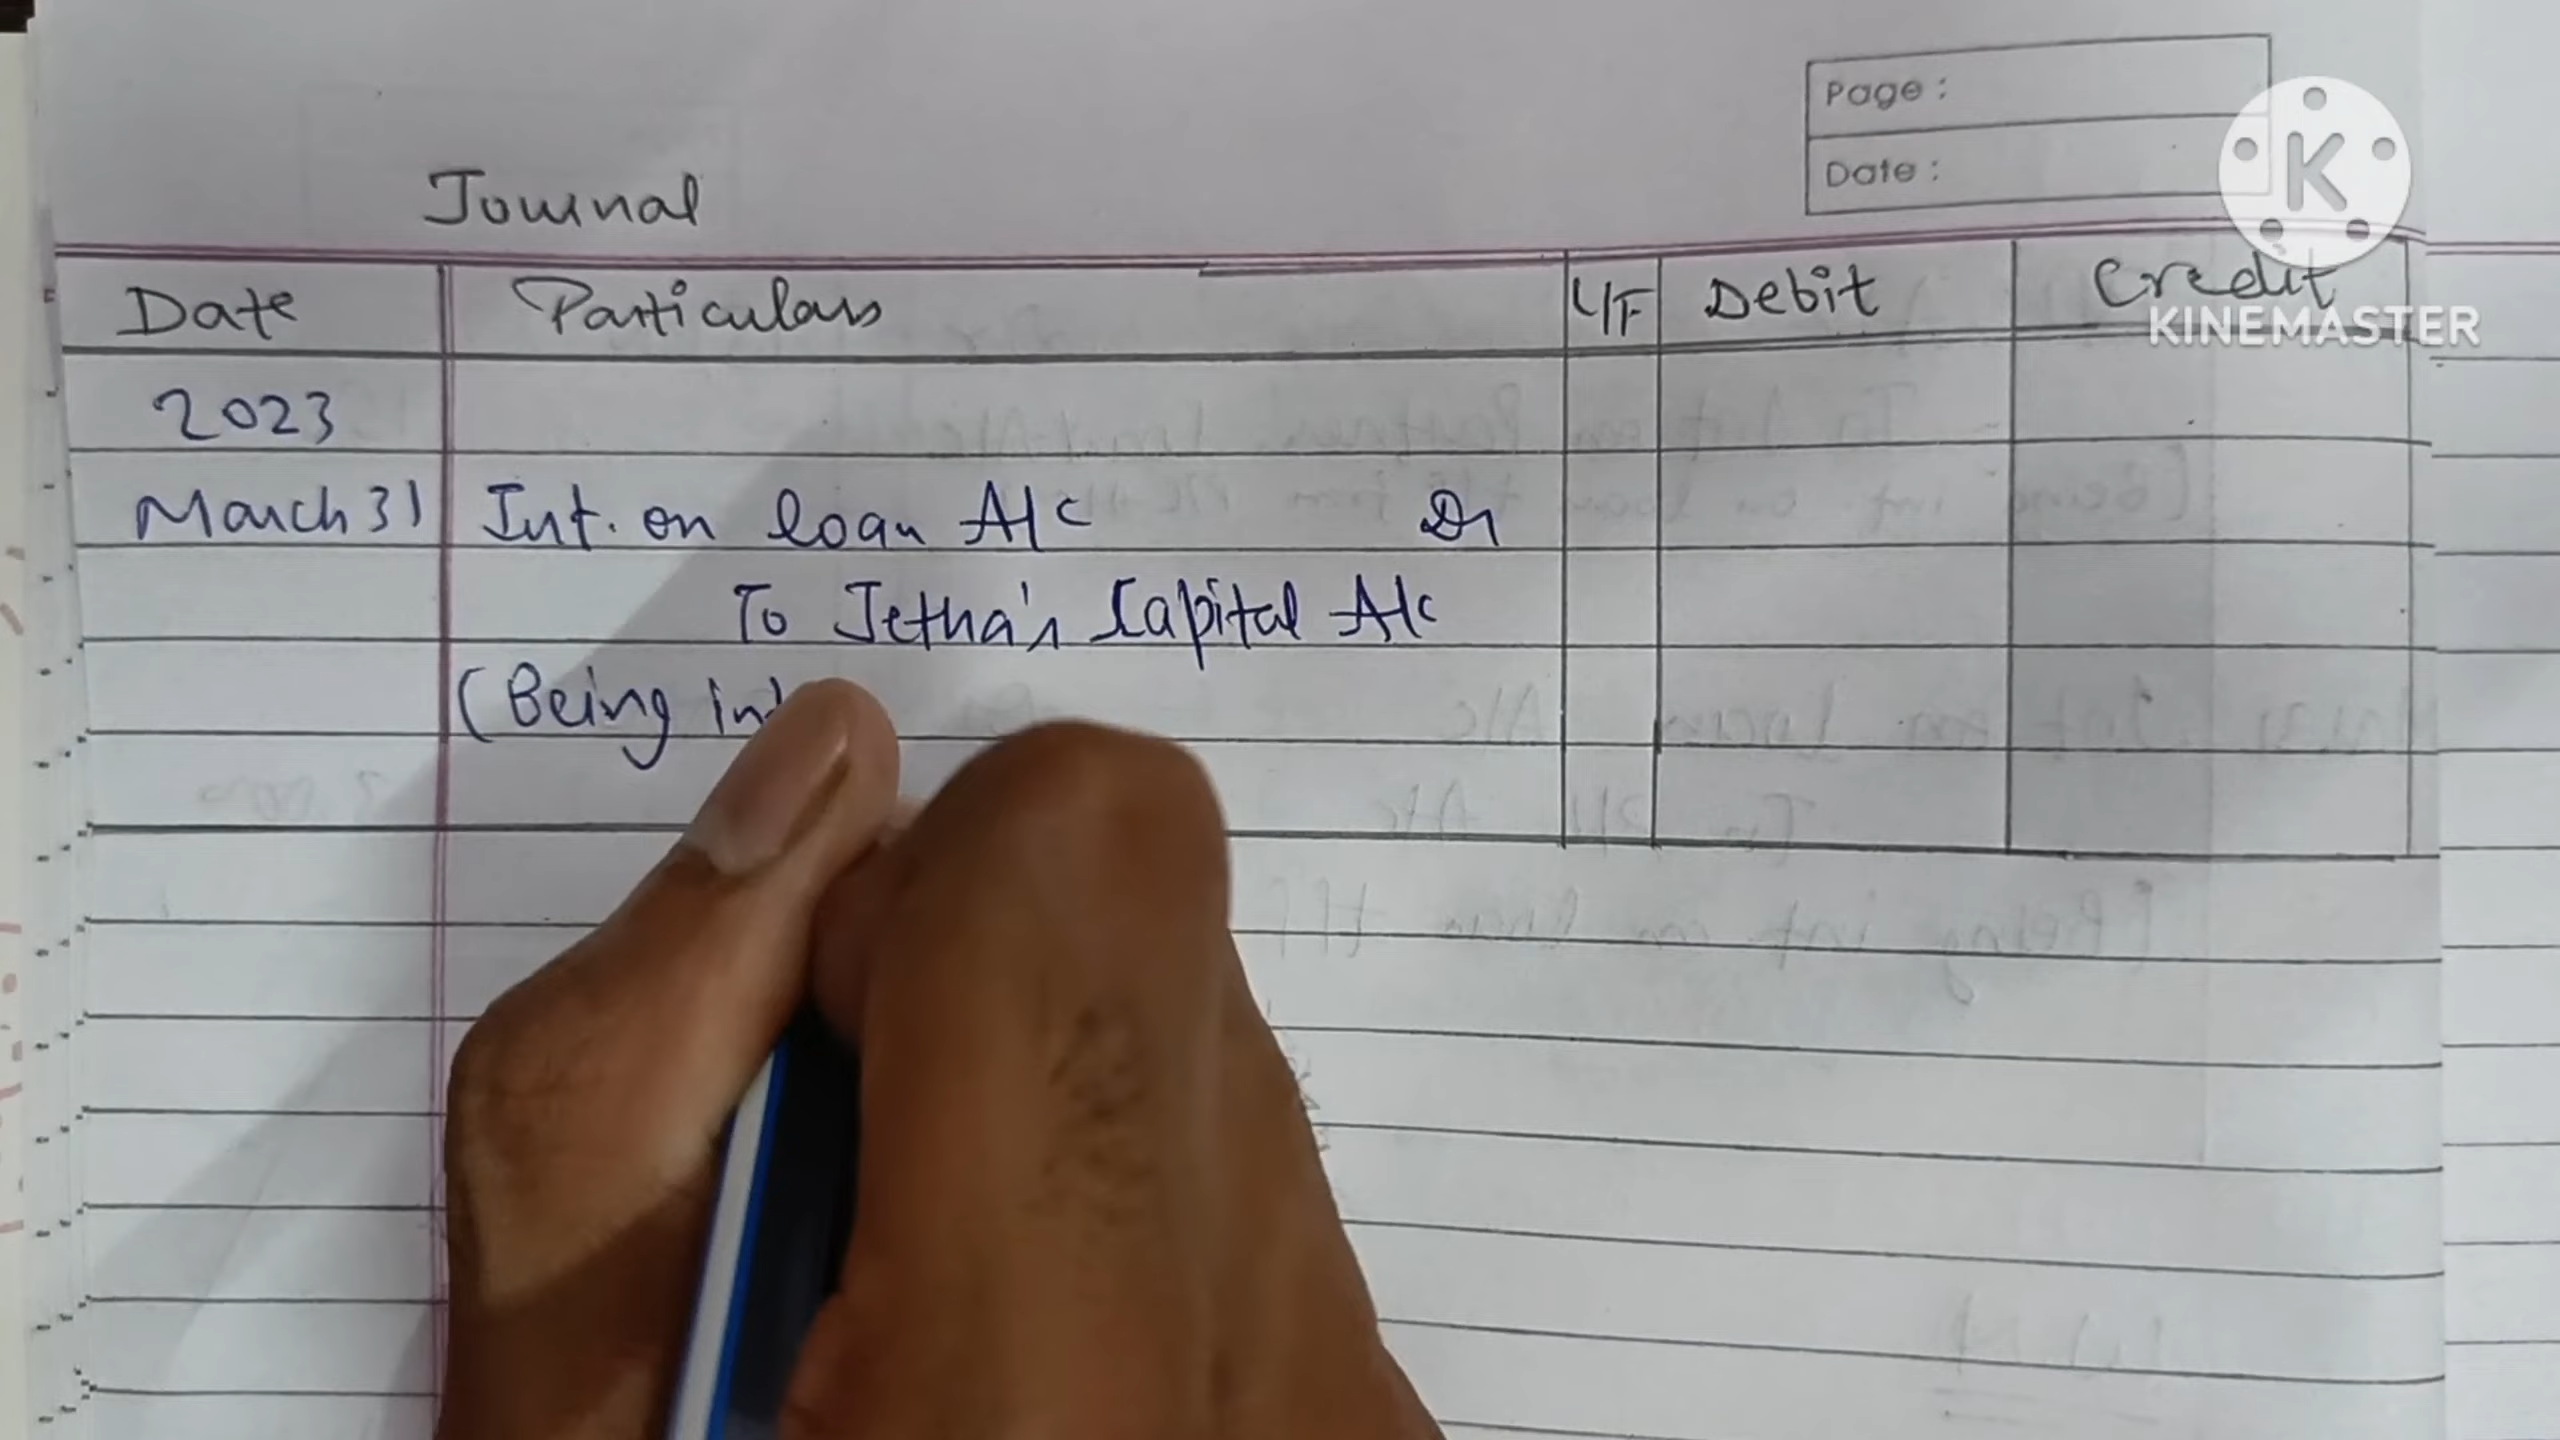 Page :
Date :
K
KINEMASTER
Journal
Date Particulars L/F Debit Credit
2023
March 31 Int. on loan A/c Dr
To Jetha's Capital A/c
(Being int